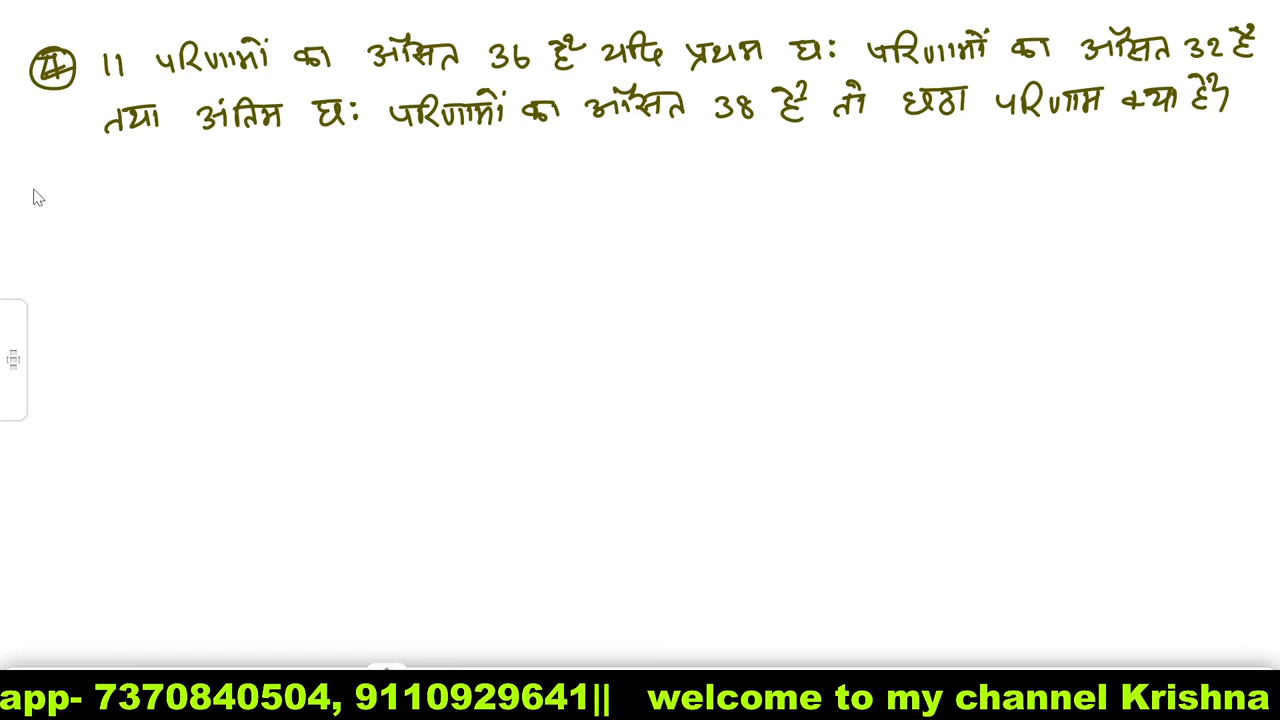 ④ 11 परिणामों का औसत 36 है यदि प्रथम छः परिणामों का औसत 32 है
तथा अंतिम छः परिणामों का औसत 38 है तो छठा परिणाम क्या है?
app- 7370840504, 9110929641|| welcome to my channel Krishna